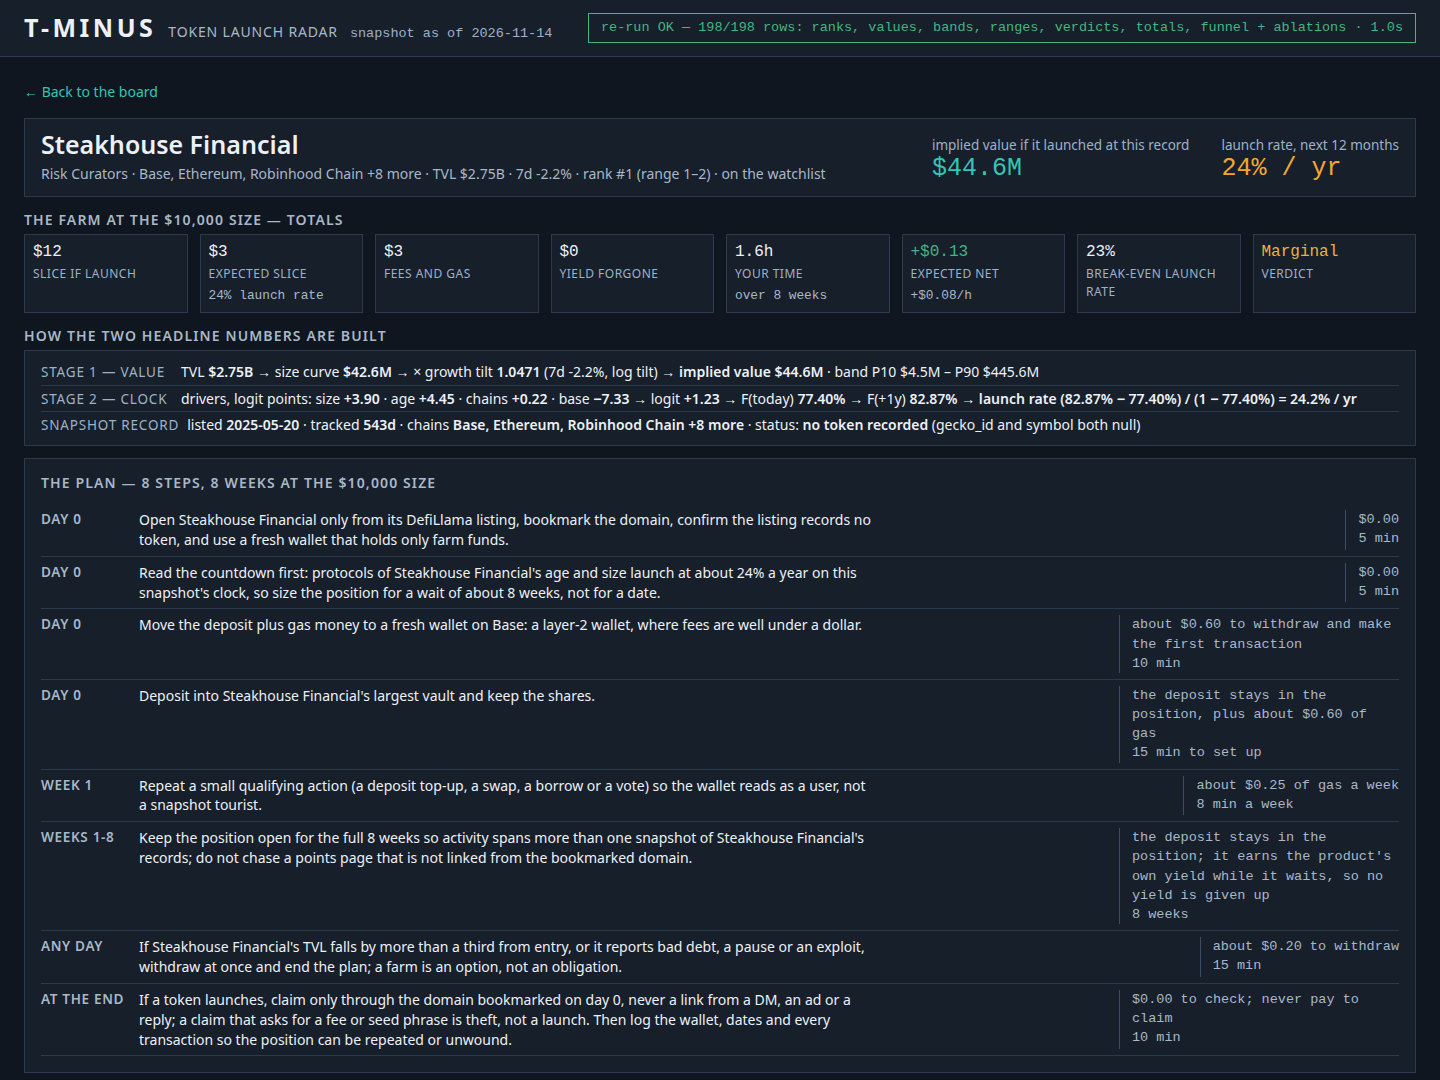 T-MINUS TOKEN LAUNCH RADAR snapshot as of 2026-11-14
re-run OK — 198/198 rows: ranks, values, bands, ranges, verdicts, totals, funnel + ablations · 1.0s
← Back to the board
Steakhouse Financial
Risk Curators · Base, Ethereum, Robinhood Chain +8 more · TVL $2.75B · 7d -2.2% · rank #1 (range 1–2) · on the watchlist
implied value if it launched at this record
$44.6M
launch rate, next 12 months
24% / yr
THE FARM AT THE $10,000 SIZE — TOTALS
$12
SLICE IF LAUNCH
$3
EXPECTED SLICE
24% launch rate
$3
FEES AND GAS
$0
YIELD FORGONE
1.6h
YOUR TIME
over 8 weeks
+$0.13
EXPECTED NET
+$0.08/h
23%
BREAK-EVEN LAUNCH
RATE
Marginal
VERDICT
HOW THE TWO HEADLINE NUMBERS ARE BUILT
STAGE 1 — VALUE TVL $2.75B → size curve $42.6M → × growth tilt 1.0471 (7d -2.2%, log tilt) → implied value $44.6M · band P10 $4.5M – P90 $445.6M
STAGE 2 — CLOCK drivers, logit points: size +3.90 · age +4.45 · chains +0.22 · base −7.33 → logit +1.23 → F(today) 77.40% → F(+1y) 82.87% → launch rate (82.87% − 77.40%) / (1 − 77.40%) = 24.2% / yr
SNAPSHOT RECORD listed 2025-05-20 · tracked 543d · chains Base, Ethereum, Robinhood Chain +8 more · status: no token recorded (gecko_id and symbol both null)
THE PLAN — 8 STEPS, 8 WEEKS AT THE $10,000 SIZE
DAY 0
Open Steakhouse Financial only from its DefiLlama listing, bookmark the domain, confirm the listing records no
token, and use a fresh wallet that holds only farm funds.
$0.00
5 min
DAY 0
Read the countdown first: protocols of Steakhouse Financial's age and size launch at about 24% a year on this
snapshot's clock, so size the position for a wait of about 8 weeks, not for a date.
$0.00
5 min
DAY 0
Move the deposit plus gas money to a fresh wallet on Base: a layer-2 wallet, where fees are well under a dollar.
about $0.60 to withdraw and make
the first transaction
10 min
DAY 0
Deposit into Steakhouse Financial's largest vault and keep the shares.
the deposit stays in the
position, plus about $0.60 of
gas
15 min to set up
WEEK 1
Repeat a small qualifying action (a deposit top-up, a swap, a borrow or a vote) so the wallet reads as a user, not
a snapshot tourist.
about $0.25 of gas a week
8 min a week
WEEKS 1-8
Keep the position open for the full 8 weeks so activity spans more than one snapshot of Steakhouse Financial's
records; do not chase a points page that is not linked from the bookmarked domain.
the deposit stays in the
position; it earns the product's
own yield while it waits, so no
yield is given up
8 weeks
ANY DAY
If Steakhouse Financial's TVL falls by more than a third from entry, or it reports bad debt, a pause or an exploit,
withdraw at once and end the plan; a farm is an option, not an obligation.
about $0.20 to withdraw
15 min
AT THE END
If a token launches, claim only through the domain bookmarked on day 0, never a link from a DM, an ad or a
reply; a claim that asks for a fee or seed phrase is theft, not a launch. Then log the wallet, dates and every
transaction so the position can be repeated or unwound.
$0.00 to check; never pay to
claim
10 min